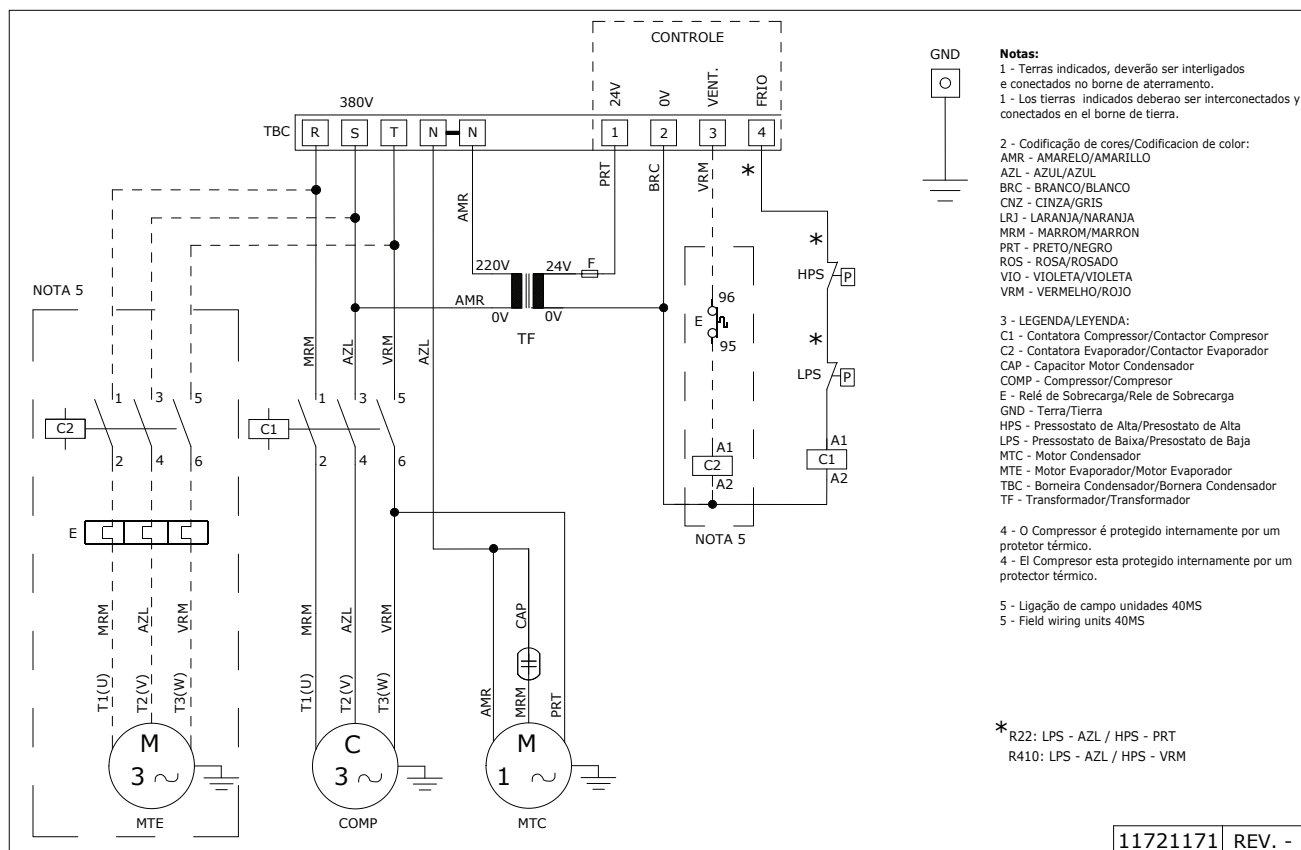 CONTROLE
24V
0V
VENT.
FRIO
380V
TBC
R
S
T
N
N
1
2
3
4
PRT
BRC
VRM
*
AMR
220V
24V
F
AMR
0V
0V
TF
*
HPS
P
*
LPS
P
96
E
95
A1
C2
A2
A1
C1
A2
NOTA 5
NOTA 5
MRM
AZL
VRM
AZL
1
3
5
C2
2
4
6
1
3
5
C1
2
4
6
E
MRM
AZL
VRM
T1(U)
T2(V)
T3(W)
M
3
MTE
MRM
AZL
VRM
T1(U)
T2(V)
T3(W)
C
3
COMP
CAP
AMR
MRM
PRT
M
1
MTC
GND
Notas:
1 - Terras indicados, deverão ser interligados
e conectados no borne de aterramento.
1 - Los tierras indicados deberao ser interconectados y
conectados en el borne de tierra.
2 - Codificação de cores/Codificacion de color:
AMR - AMARELO/AMARILLO
AZL - AZUL/AZUL
BRC - BRANCO/BLANCO
CNZ - CINZA/GRIS
LRJ - LARANJA/NARANJA
MRM - MARROM/MARRON
PRT - PRETO/NEGRO
ROS - ROSA/ROSADO
VIO - VIOLETA/VIOLETA
VRM - VERMELHO/ROJO
3 - LEGENDA/LEYENDA:
C1 - Contatora Compressor/Contactor Compresor
C2 - Contatora Evaporador/Contactor Evaporador
CAP - Capacitor Motor Condensador
COMP - Compressor/Compresor
E - Relé de Sobrecarga/Rele de Sobrecarga
GND - Terra/Tierra
HPS - Pressostato de Alta/Presostato de Alta
LPS - Pressostato de Baixa/Presostato de Baja
MTC - Motor Condensador
MTE - Motor Evaporador/Motor Evaporador
TBC - Borneira Condensador/Bornera Condensador
TF - Transformador/Transformador
4 - O Compressor é protegido internamente por um
protetor térmico.
4 - El Compresor esta protegido internamente por um
protector térmico.
5 - Ligação de campo unidades 40MS
5 - Field wiring units 40MS
* R22: LPS - AZL / HPS - PRT
R410: LPS - AZL / HPS - VRM
11721171 REV. -